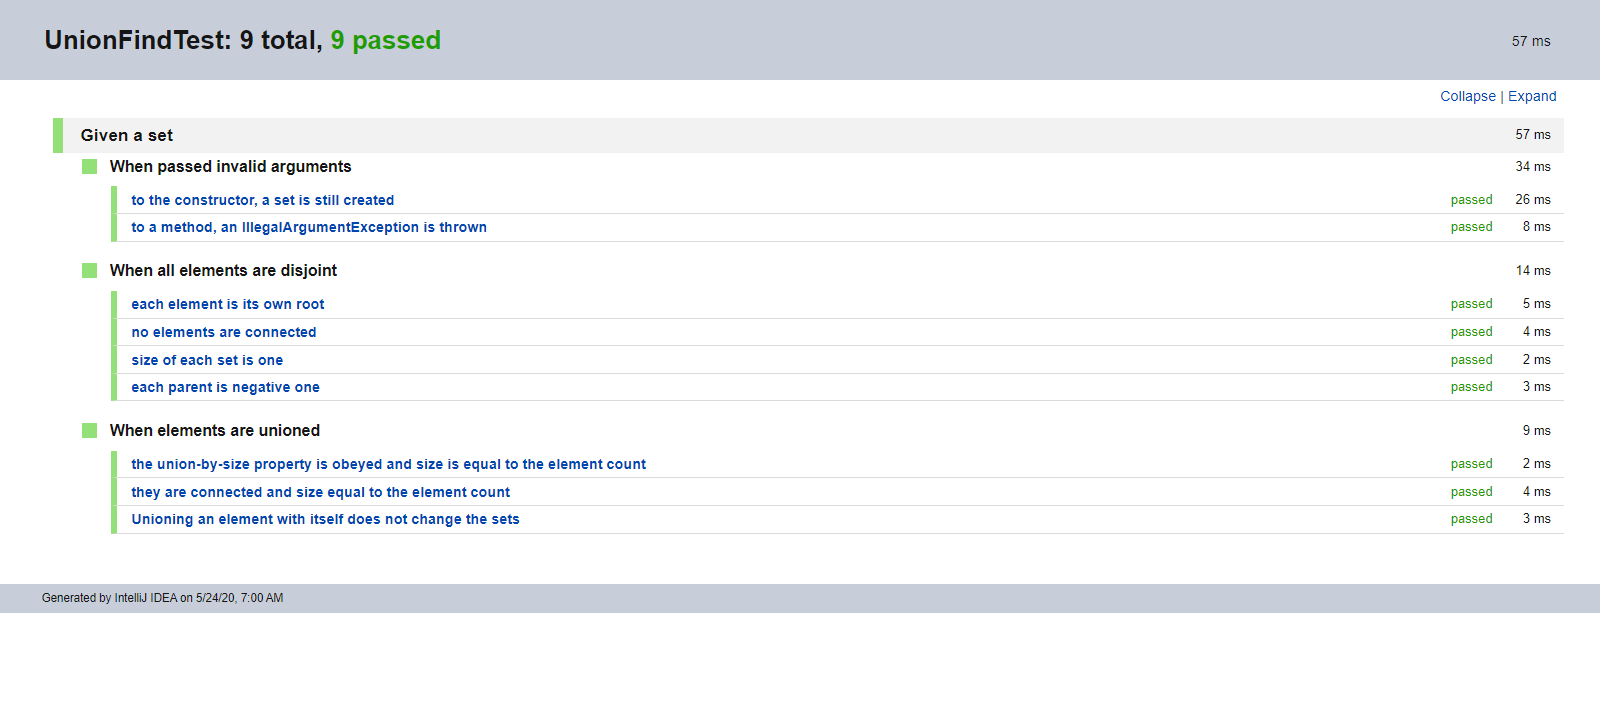 UnionFindTest: 9 total, 9 passed 57 ms
Collapse | Expand
Given a set 57 ms
When passed invalid arguments 34 ms
to the constructor, a set is still created passed 26 ms
to a method, an IllegalArgumentException is thrown passed 8 ms
When all elements are disjoint 14 ms
each element is its own root passed 5 ms
no elements are connected passed 4 ms
size of each set is one passed 2 ms
each parent is negative one passed 3 ms
When elements are unioned 9 ms
the union-by-size property is obeyed and size is equal to the element count passed 2 ms
they are connected and size equal to the element count passed 4 ms
Unioning an element with itself does not change the sets passed 3 ms
Generated by IntelliJ IDEA on 5/24/20, 7:00 AM